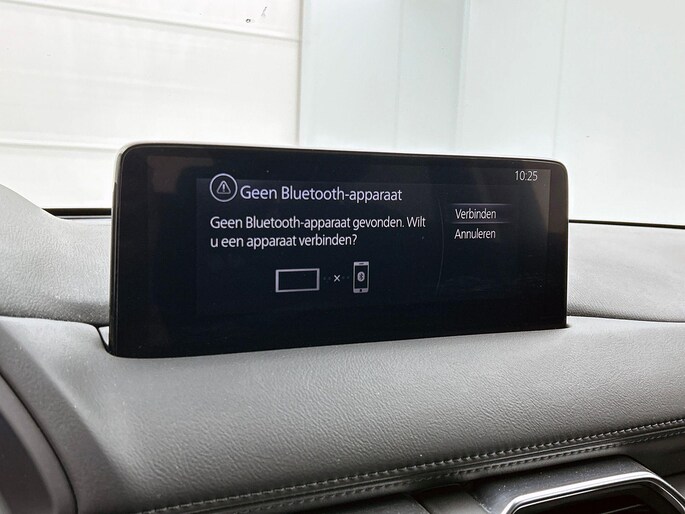 10:25
Geen Bluetooth-apparaat
Geen Bluetooth-apparaat gevonden. Wilt
u een apparaat verbinden?
Verbinden
Annuleren